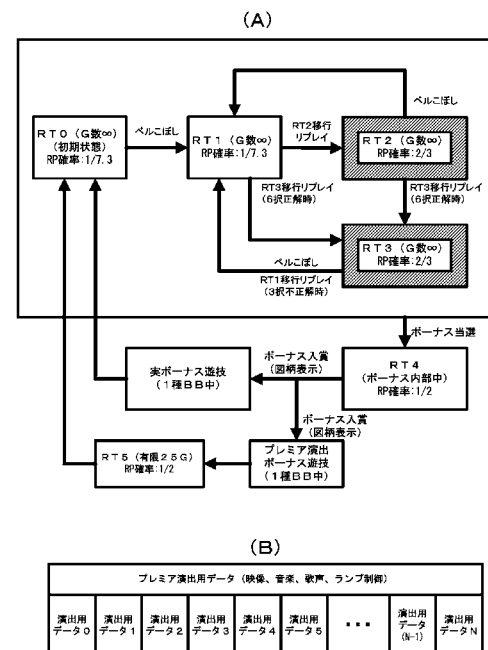 (A)
RT0(G数∞)
(初期状態)
RP確率:1/7.3
ベルこぼし
RT1(G数∞)
RP確率:1/7.3
RT2移行
リプレイ
ベルこぼし
RT2(G数∞)
RP確率:2/3
RT3移行リプレイ
(6択正解時)
RT3移行リプレイ
(6択正解時)
RT3(G数∞)
RP確率:2/3
ベルこぼし
RT1移行リプレイ
(3択不正解時)
ボーナス当選
実ボーナス遊技
(1種BB中)
ボーナス入賞
(図柄表示)
RT4
(ボーナス内部中)
RP確率:1/2
ボーナス入賞
(図柄表示)
RT5(有限25G)
RP確率:1/2
プレミア演出
ボーナス遊技
(1種BB中)
(B)
プレミア演出用データ(映像、音楽、歌声、ランプ制御)
演出用
データ0
演出用
データ1
演出用
データ2
演出用
データ3
演出用
データ4
演出用
データ5
・・・
演出用
データ
(N-1)
演出用
データN